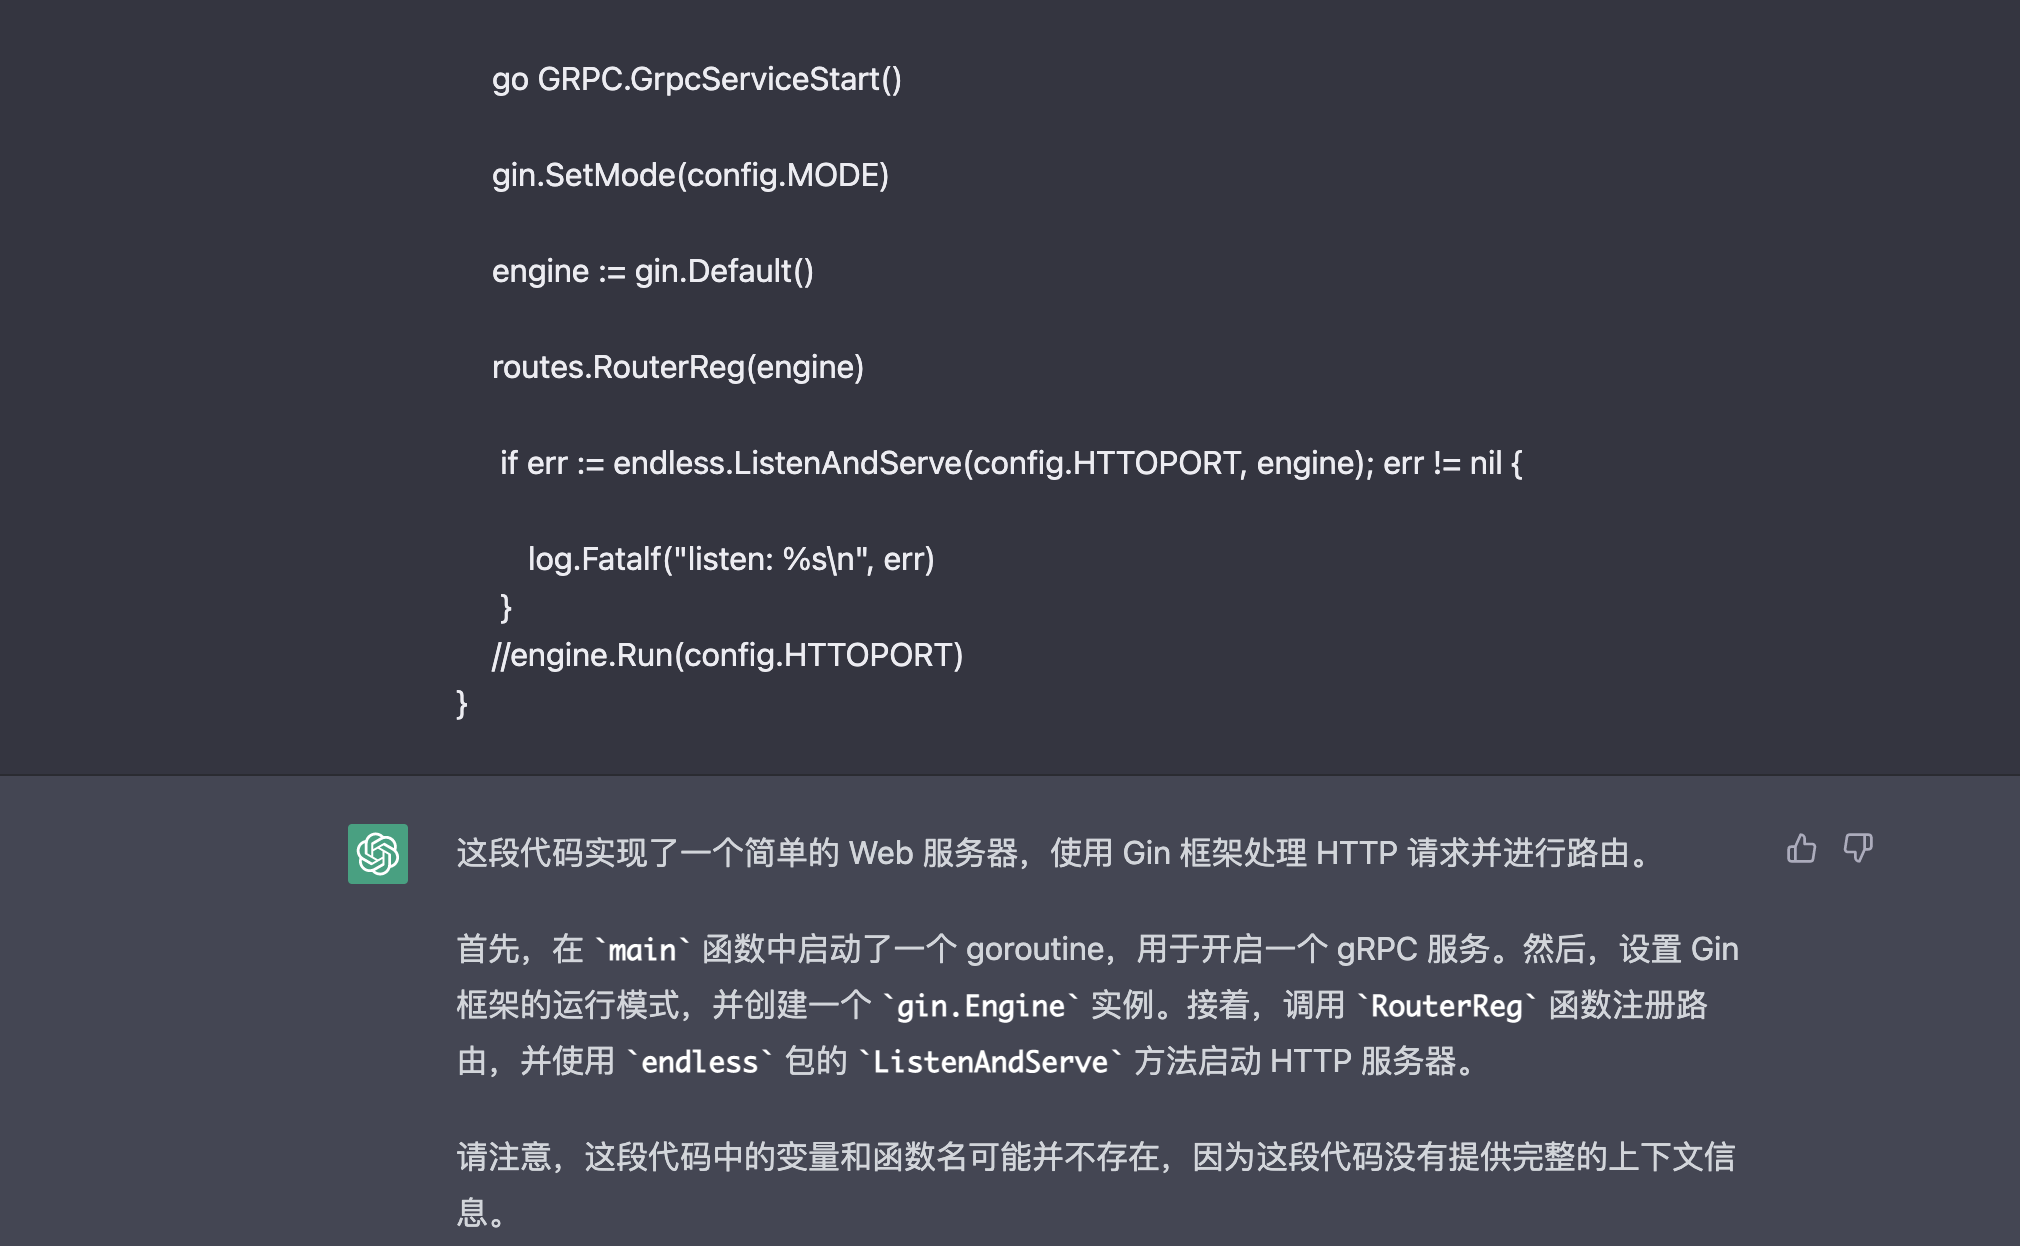 go GRPC.GrpcServiceStart()
gin.SetMode(config.MODE)
engine := gin.Default()
routes.RouterReg(engine)
if err := endless.ListenAndServe(config.HTTOPORT, engine); err != nil {
log.Fatalf("listen: %s\n", err)
}
//engine.Run(config.HTTOPORT)
}
这段代码实现了一个简单的 Web 服务器，使用 Gin 框架处理 HTTP 请求并进行路由。
首先，在 `main` 函数中启动了一个 goroutine，用于开启一个 gRPC 服务。然后，设置 Gin
框架的运行模式，并创建一个 `gin.Engine` 实例。接着，调用 `RouterReg` 函数注册路
由，并使用 `endless` 包的 `ListenAndServe` 方法启动 HTTP 服务器。
请注意，这段代码中的变量和函数名可能并不存在，因为这段代码没有提供完整的上下文信
息。